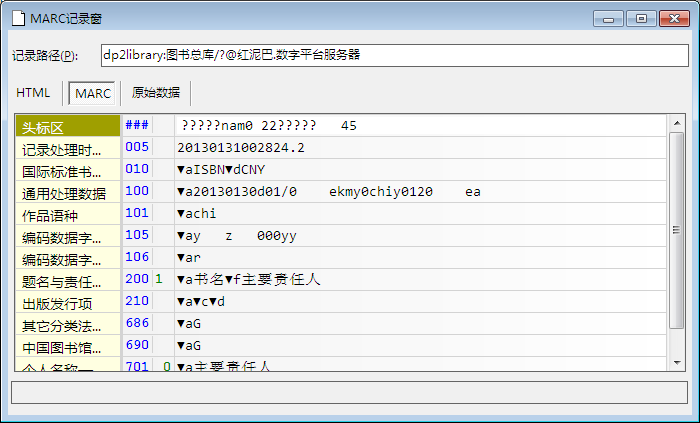 MARC记录窗
记录路径(P): dp2library:图书总库/?@红泥巴.数字平台服务器
HTML MARC 原始数据
头标区 ### ?????nam0 22????? 45
记录处理时... 005 20130131002824.2
国际标准书... 010 ▼aISBN▼dCNY
通用处理数据 100 ▼a20130130d01/0 ekmy0chiy0120 ea
作品语种 101 ▼achi
编码数据字... 105 ▼ay z 000yy
编码数据字... 106 ▼ar
题名与责任... 200 1 ▼a书名▼f主要责任人
出版发行项 210 ▼a▼c▼d
其它分类法... 686 ▼aG
中国图书馆... 690 ▼aG
个人名称—... 701 0 ▼a主要责任人